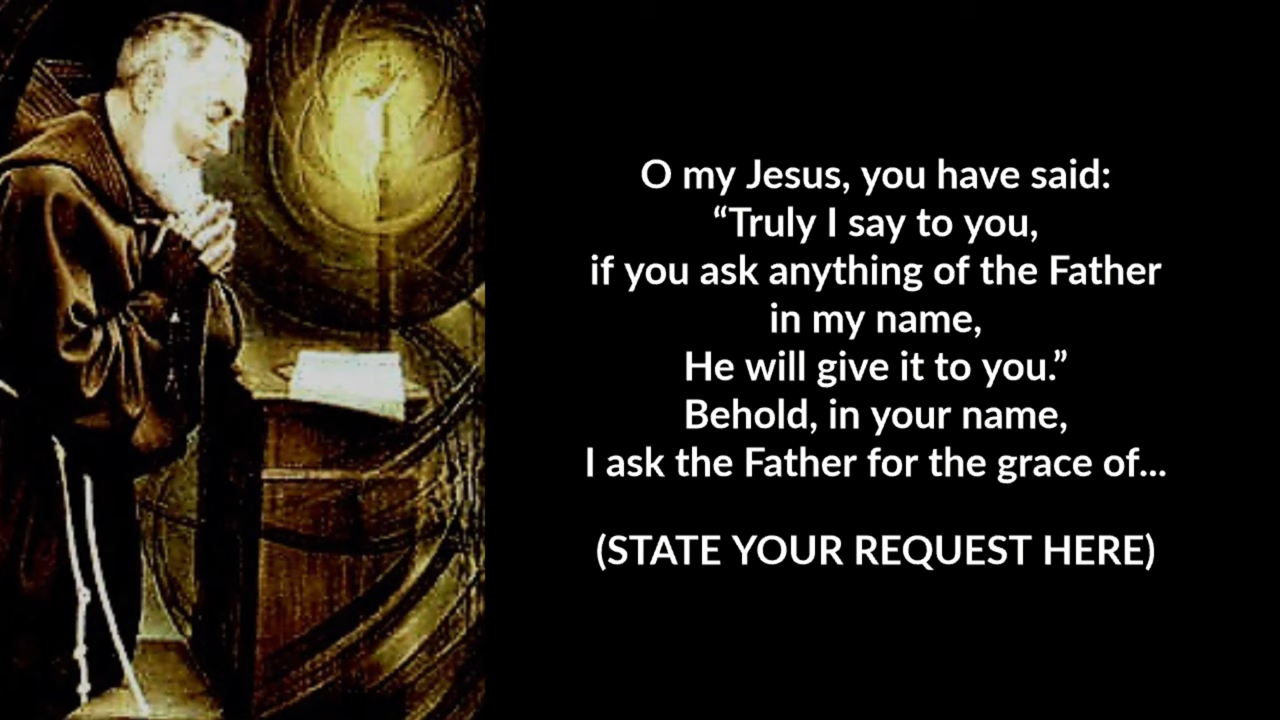 O my Jesus, you have said:
“Truly I say to you,
if you ask anything of the Father
in my name,
He will give it to you.”
Behold, in your name,
I ask the Father for the grace of...
(STATE YOUR REQUEST HERE)